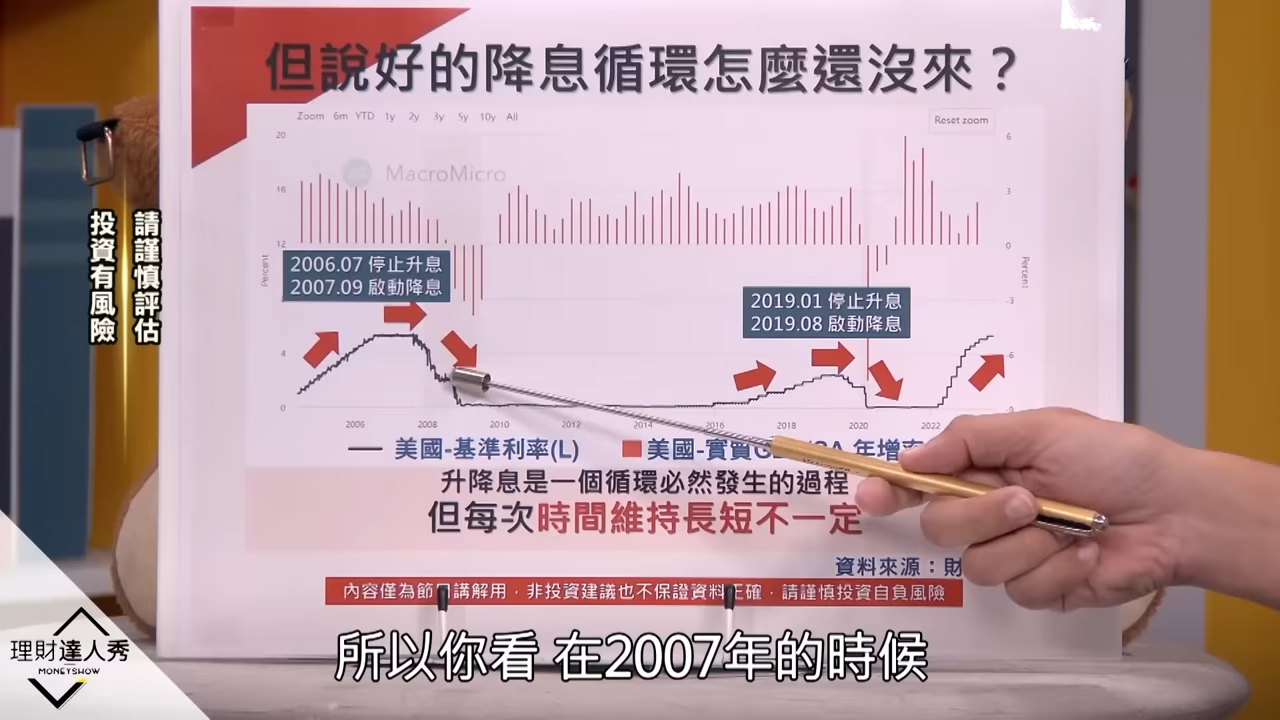 但說好的降息循環怎麼還沒來？
Zoom 6m YTD 1y 2y 3y 5y 10y All
Reset zoom
MacroMicro
20
16
12
4
0
Percent
6
3
0
-3
-6
-9
Percent
2006.07 停止升息
2007.09 啟動降息
2019.01 停止升息
2019.08 啟動降息
2006 2008 2010 2012 2014 2016 2018 2020 2022
美國-基準利率(L)
美國-實質 年增
升降息是一個循環必然發生的過程
但每次時間維持長短不一定
資料來源：財
內容僅為節目講解用．非投資建議也不保證資料正確．請謹慎投資自負風險
請謹慎評估
投資有風險
理財達人秀
MONEYSHOW
所以你看 在2007年的時候